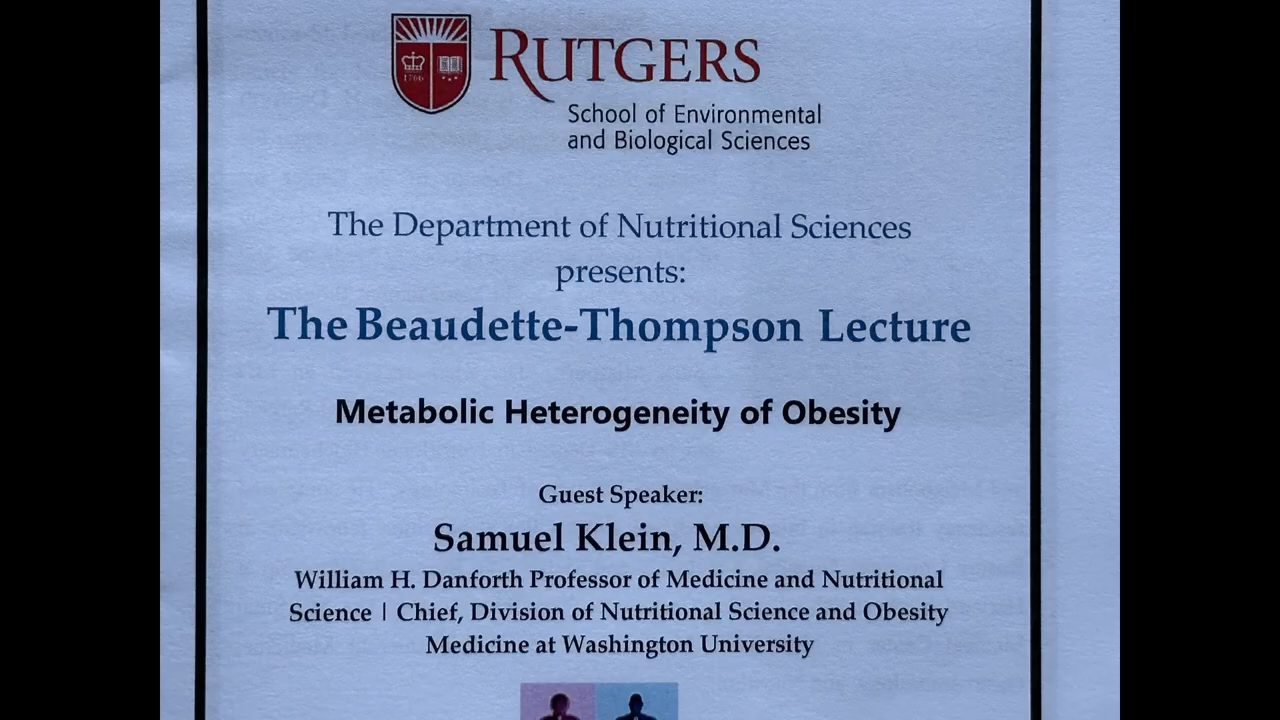 1766
RUTGERS
School of Environmental
and Biological Sciences
The Department of Nutritional Sciences
presents:
The Beaudette-Thompson Lecture
Metabolic Heterogeneity of Obesity
Guest Speaker:
Samuel Klein, M.D.
William H. Danforth Professor of Medicine and Nutritional
Science | Chief, Division of Nutritional Science and Obesity
Medicine at Washington University